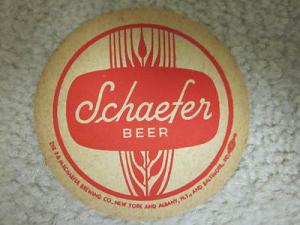 Schaefer
BEER
THE F. & M. SCHAEFER BREWING CO., NEW YORK AND ALBANY, N.Y., AND BALTIMORE, MD.